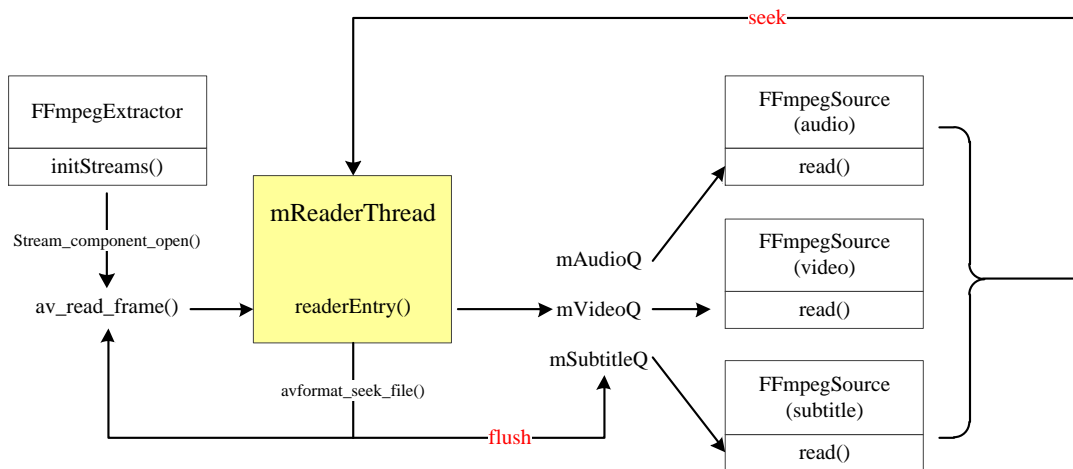 seek
FFmpegExtractor
initStreams()
Stream_component_open()
av_read_frame()
mReaderThread
readerEntry()
avformat_seek_file()
flush
mAudioQ
mVideoQ
mSubtitleQ
FFmpegSource
(audio)
read()
FFmpegSource
(video)
read()
FFmpegSource
(subtitle)
read()